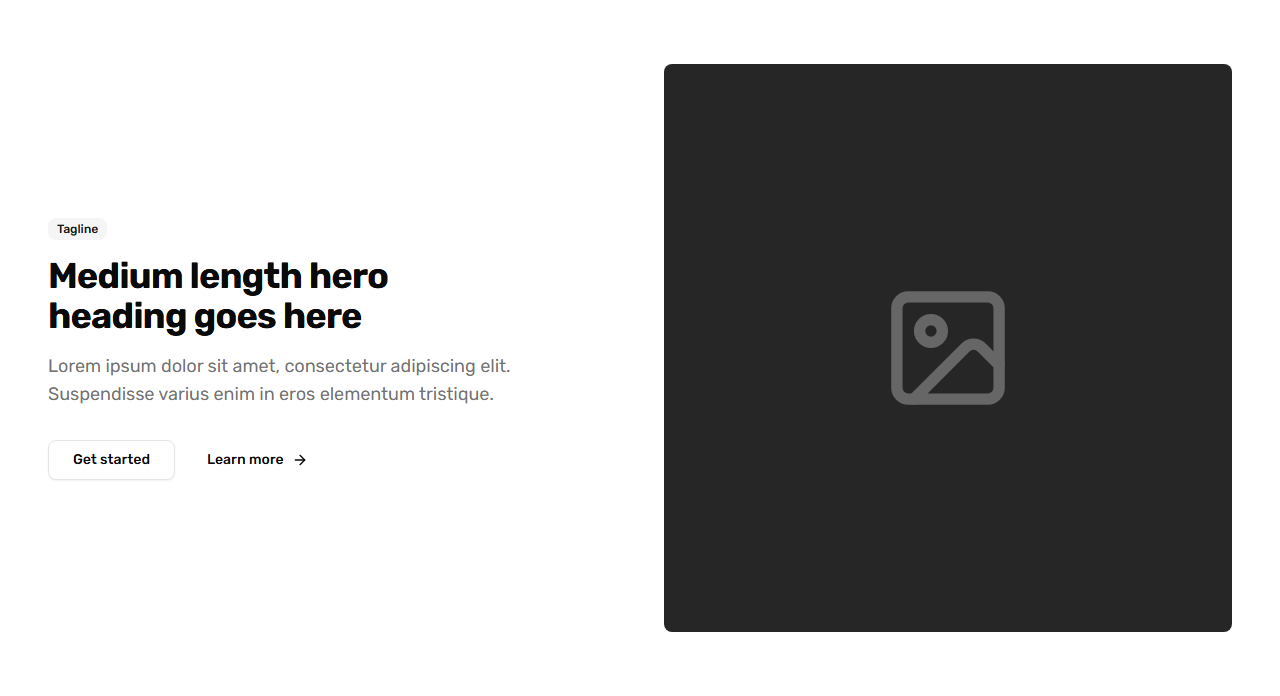 Tagline
Medium length hero
heading goes here
Lorem ipsum dolor sit amet, consectetur adipiscing elit.
Suspendisse varius enim in eros elementum tristique.
Get started
Learn more